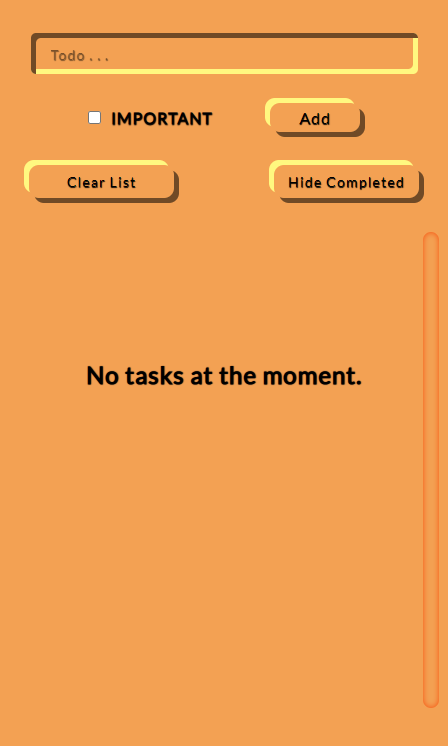 Todo . . .
IMPORTANT
Add
Clear List
Hide Completed
No tasks at the moment.